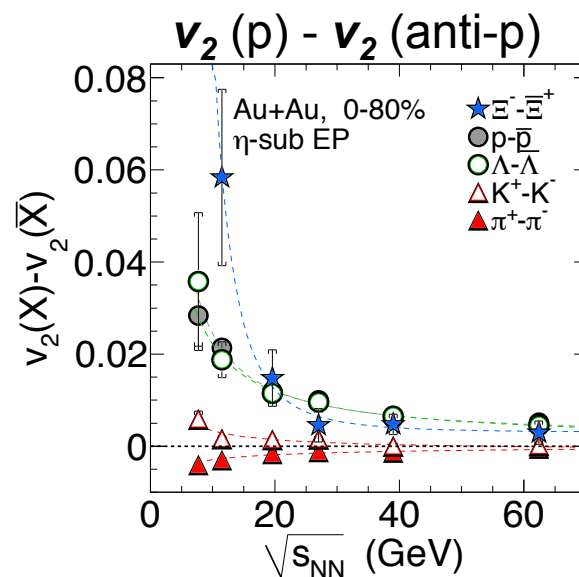 v₂ (p) - v₂ (anti-p)
Au+Au, 0-80%
η-sub EP
Ξ⁻-Ξ̅⁺
p-p̅
Λ-Λ̅
K⁺-K⁻
π⁺-π⁻
v₂(X)-v₂(X̅)
0.08
0.06
0.04
0.02
0
0 20 40 60
√s_NN (GeV)